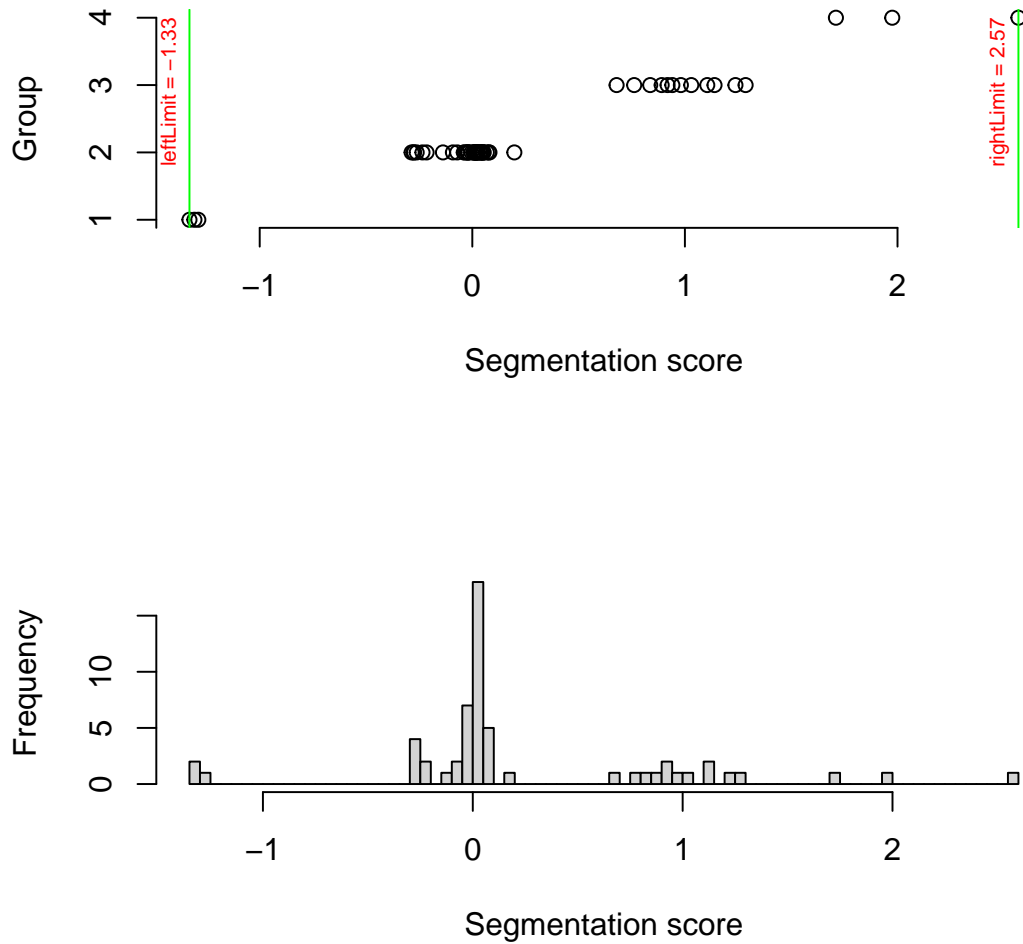 Group
4
3
2
1
leftLimit = −1.33
rightLimit = 2.57
−1
0
1
2
Segmentation score
Frequency
10
5
0
−1
0
1
2
Segmentation score